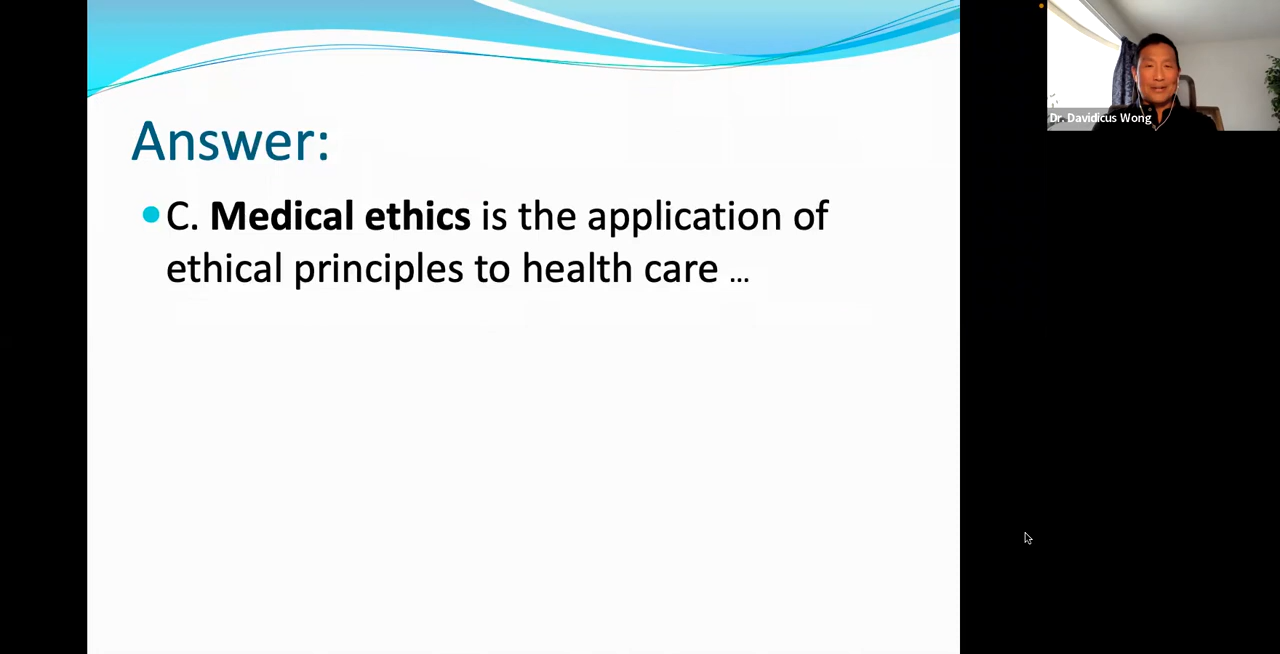 Answer:
C. Medical ethics is the application of
ethical principles to health care ...
Dr. Davidicus Wong